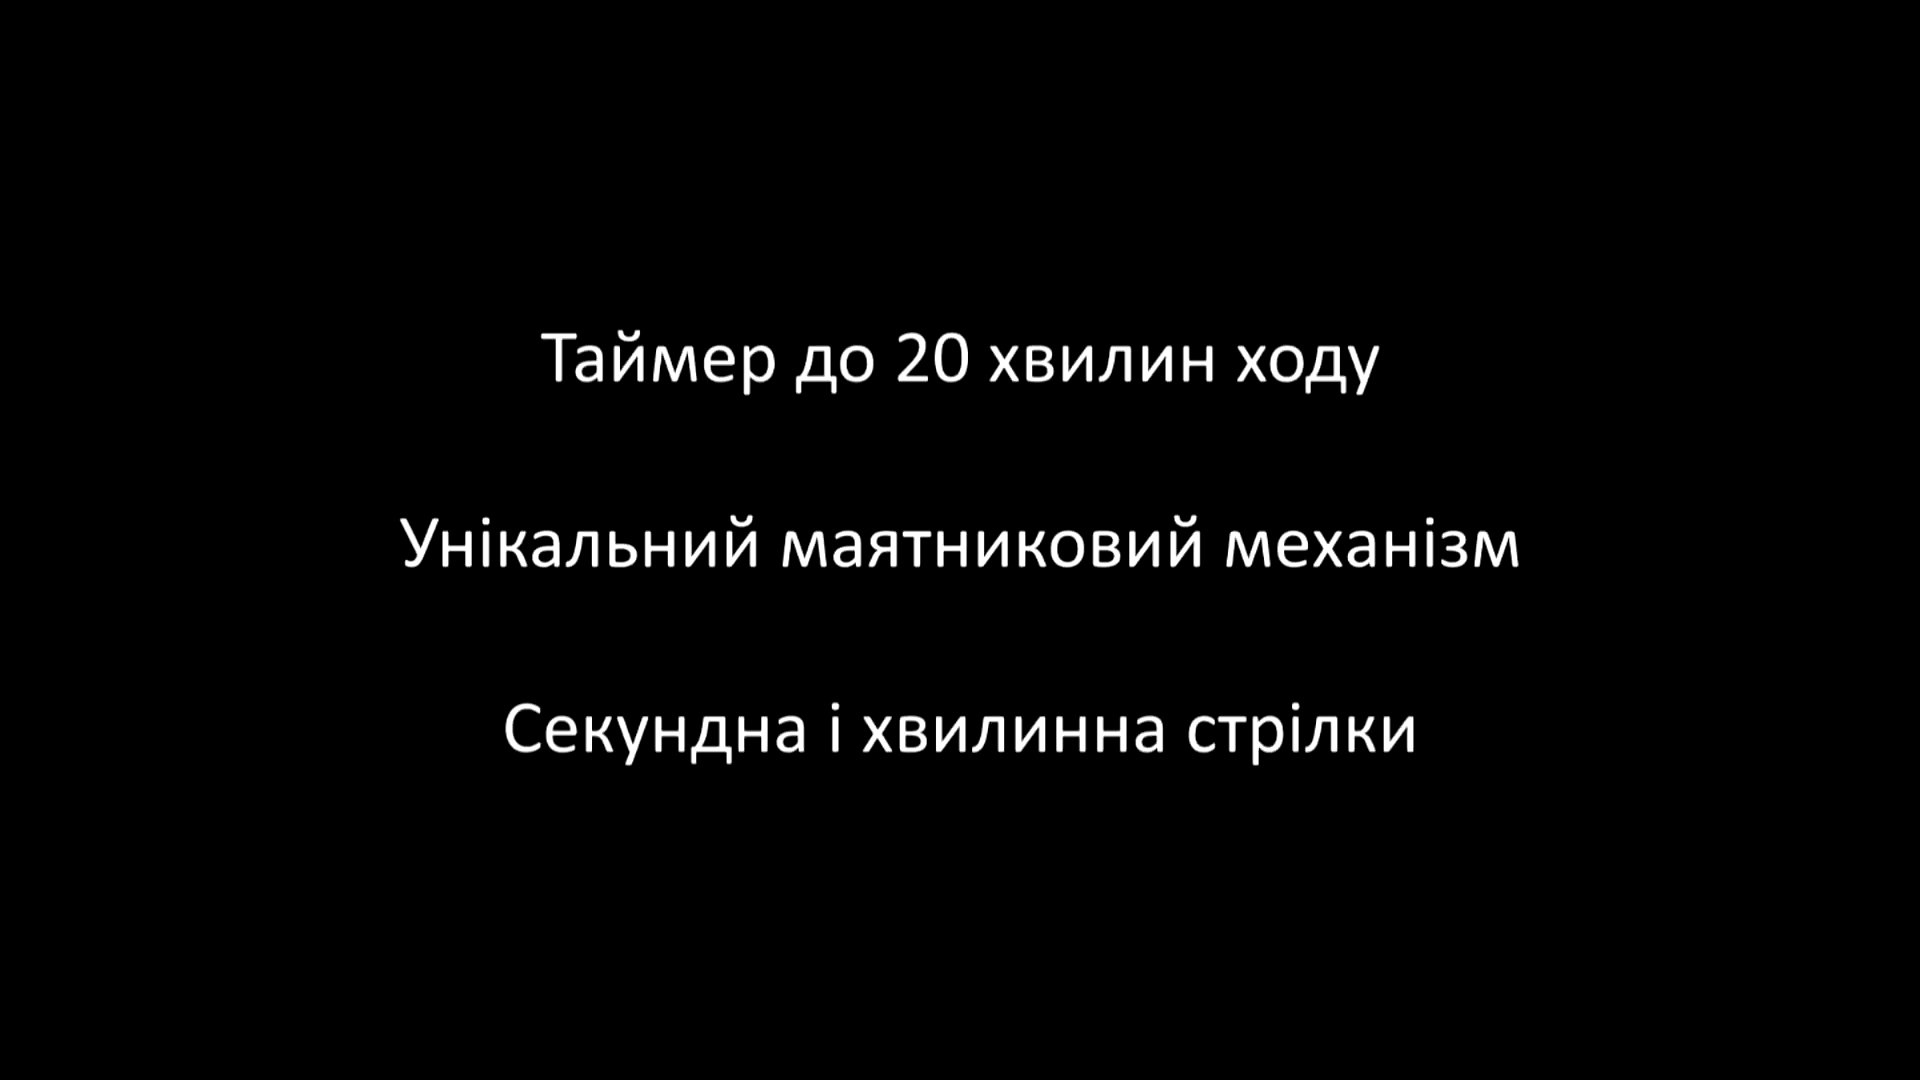 Таймер до 20 хвилин ходу
Унікальний маятниковий механізм
Секундна і хвилинна стрілки